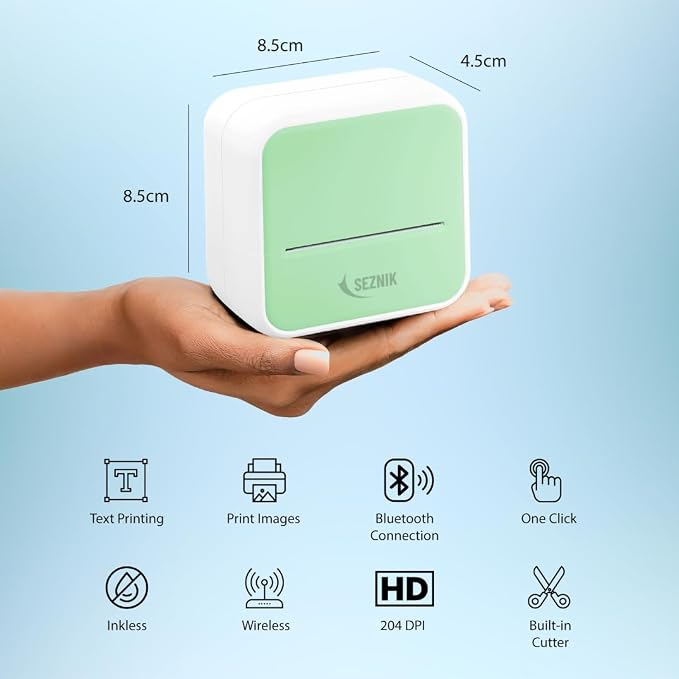 8.5cm
4.5cm
8.5cm
SEZNIK
T
Text Printing
Print Images
Bluetooth
Connection
One Click
HD
Inkless
Wireless
204 DPI
Built-in
Cutter